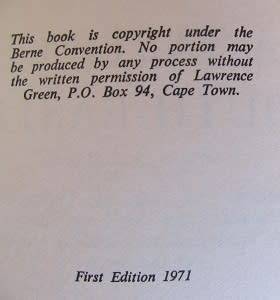 This book is copyright under the
Berne Convention. No portion may
be produced by any process without
the written permission of Lawrence
Green, P.O. Box 94, Cape Town.
First Edition 1971